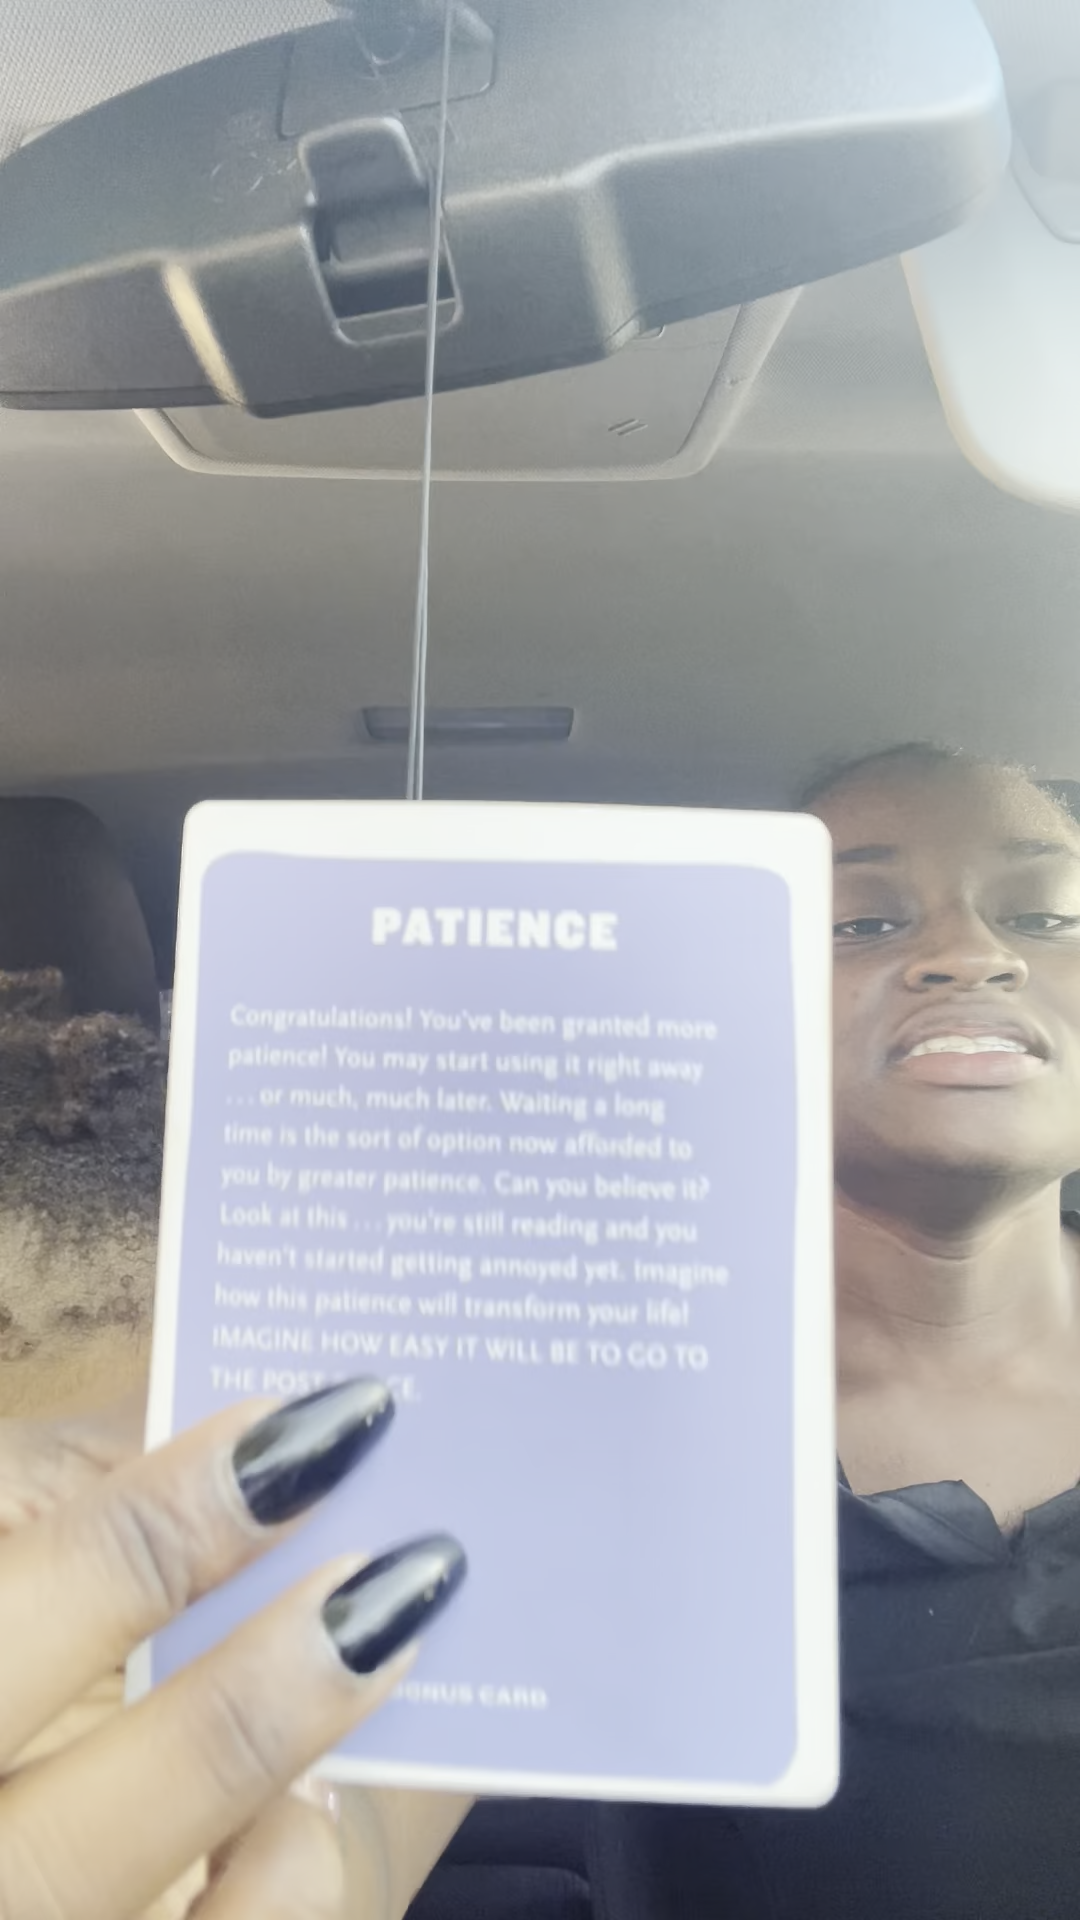 PATIENCE
Congratulations! You've been granted more
patience! You may start using it right away
... or much, much later. Waiting a long
time is the sort of option now afforded to
you by greater patience. Can you believe it?
Look at this ... you're still reading and you
haven't started getting annoyed yet. Imagine
how this patience will transform your life!
IMAGINE HOW EASY IT WILL BE TO GO TO
THE POST
BONUS CARD